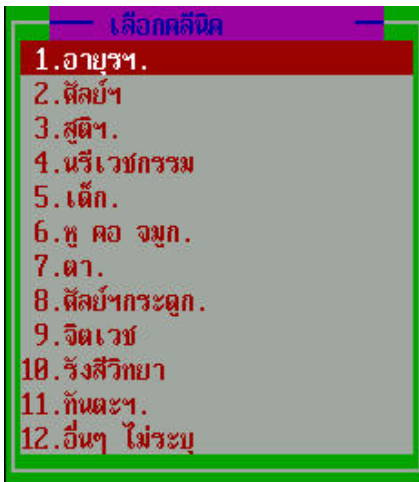 เลือกคลีนิค
1.อายุรฯ.
2.ศัลย์ฯ
3.สูติฯ.
4.นรีเวชกรรม
5.เด็ก.
6.หู คอ จมูก.
7.ตา.
8.ศัลย์ฯกระดูก.
9.จิตเวช
10.รังสีวิทยา
11.ทันตะฯ.
12.อื่นๆ ไม่ระบุ